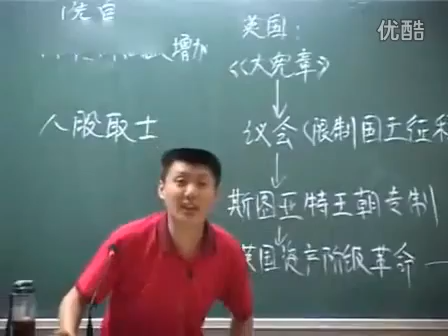 优酷
增加
八股取士
英国：
《大宪章》
议会（限制国王征税
斯图亚特王朝专制
英国资产阶级革命